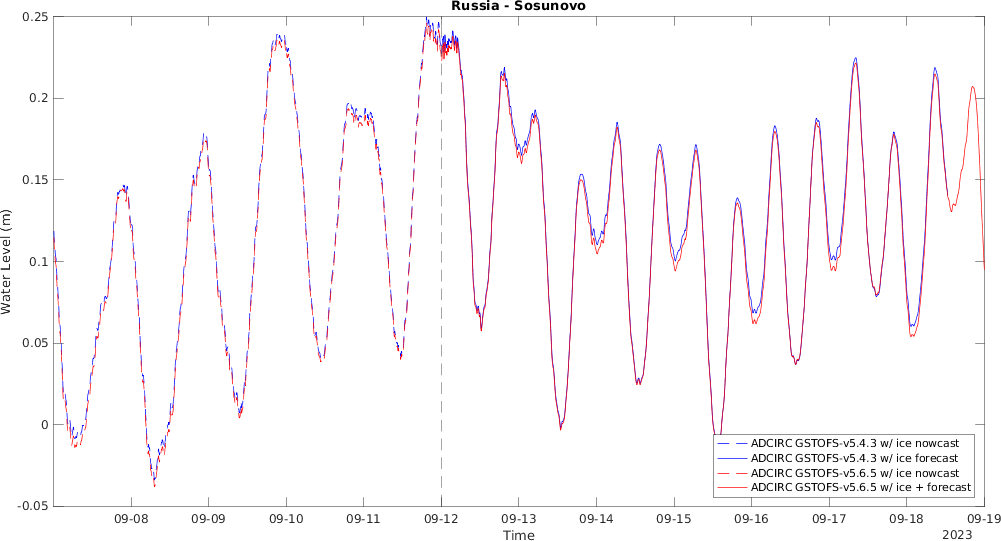 Russia - Sosunovo
0.25
0.2
0.15
0.1
0.05
0
-0.05
Water Level (m)
09-08 09-09 09-10 09-11 09-12 09-13 09-14 09-15 09-16 09-17 09-18 09-19
Time
2023
ADCIRC GSTOFS-v5.4.3 w/ ice nowcast
ADCIRC GSTOFS-v5.4.3 w/ ice forecast
ADCIRC GSTOFS-v5.6.5 w/ ice nowcast
ADCIRC GSTOFS-v5.6.5 w/ ice + forecast